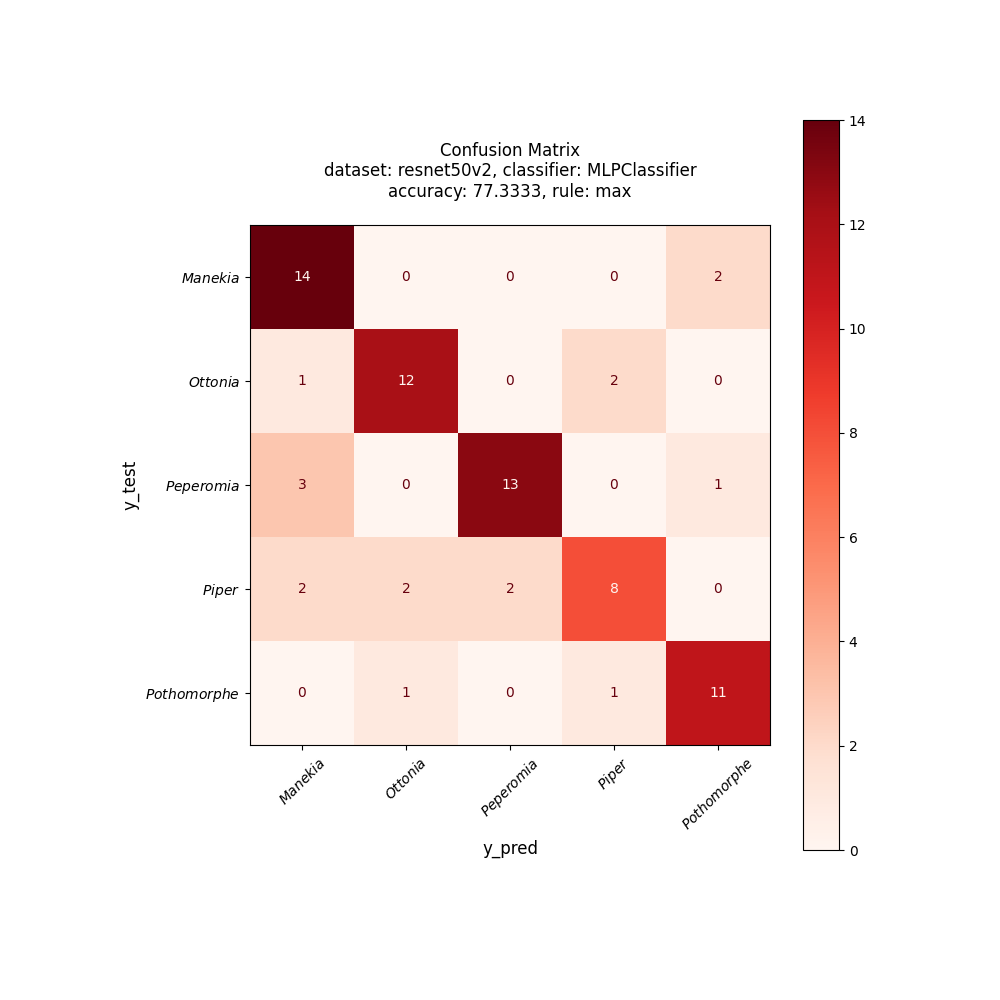 Confusion Matrix
dataset: resnet50v2, classifier: MLPClassifier
accuracy: 77.3333, rule: max
Manekia 14 0 0 0 2
Ottonia 1 12 0 2 0
Peperomia 3 0 13 0 1
Piper 2 2 2 8 0
Pothomorphe 0 1 0 1 11
Manekia Ottonia Peperomia Piper Pothomorphe
y_pred
y_test
14
12
10
8
6
4
2
0